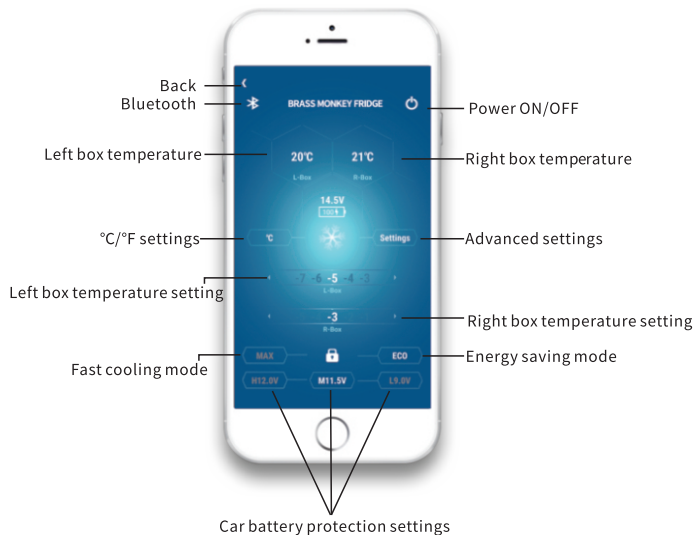 Back
Bluetooth
BRASS MONKEY FRIDGE
Power ON/OFF
Left box temperature
20℃
21℃
Right box temperature
L-Box
R-Box
14.5V
100
℃/℉ settings
℃
Settings
Advanced settings
-7 -6 -5 -4 -3
L-Box
Left box temperature setting
-3
R-Box
Right box temperature setting
MAX
ECO
Energy saving mode
Fast cooling mode
H12.0V
M11.5V
L9.0V
Car battery protection settings